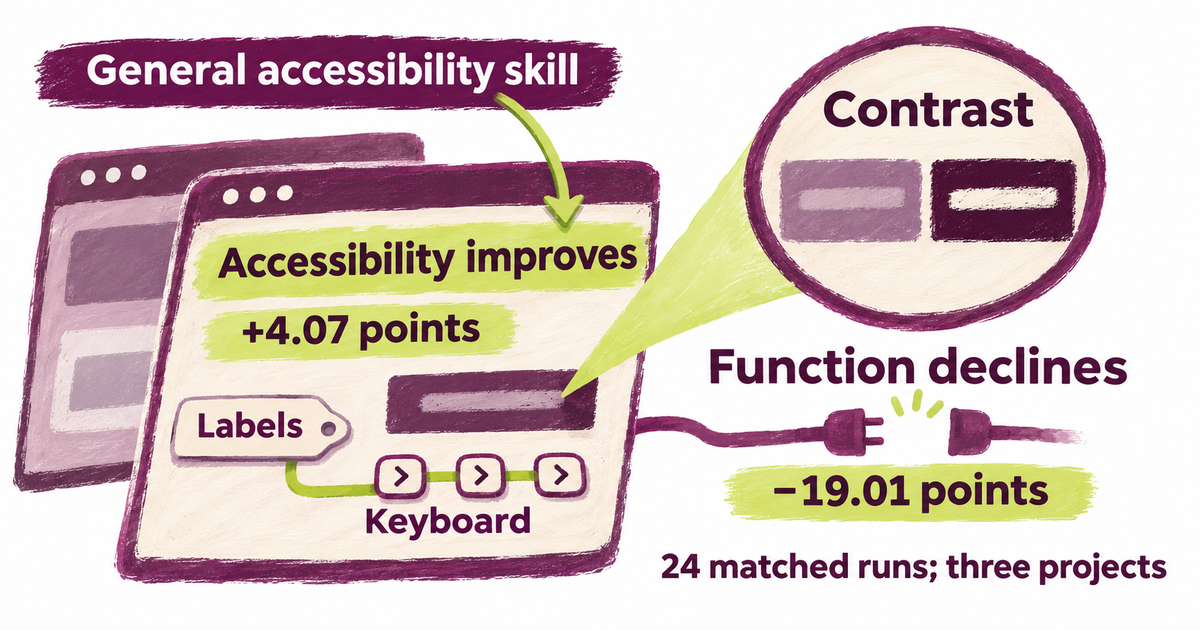 General accessibility skill
Accessibility improves
+4.07 points
Labels
Keyboard
Contrast
Function declines
−19.01 points
24 matched runs; three projects